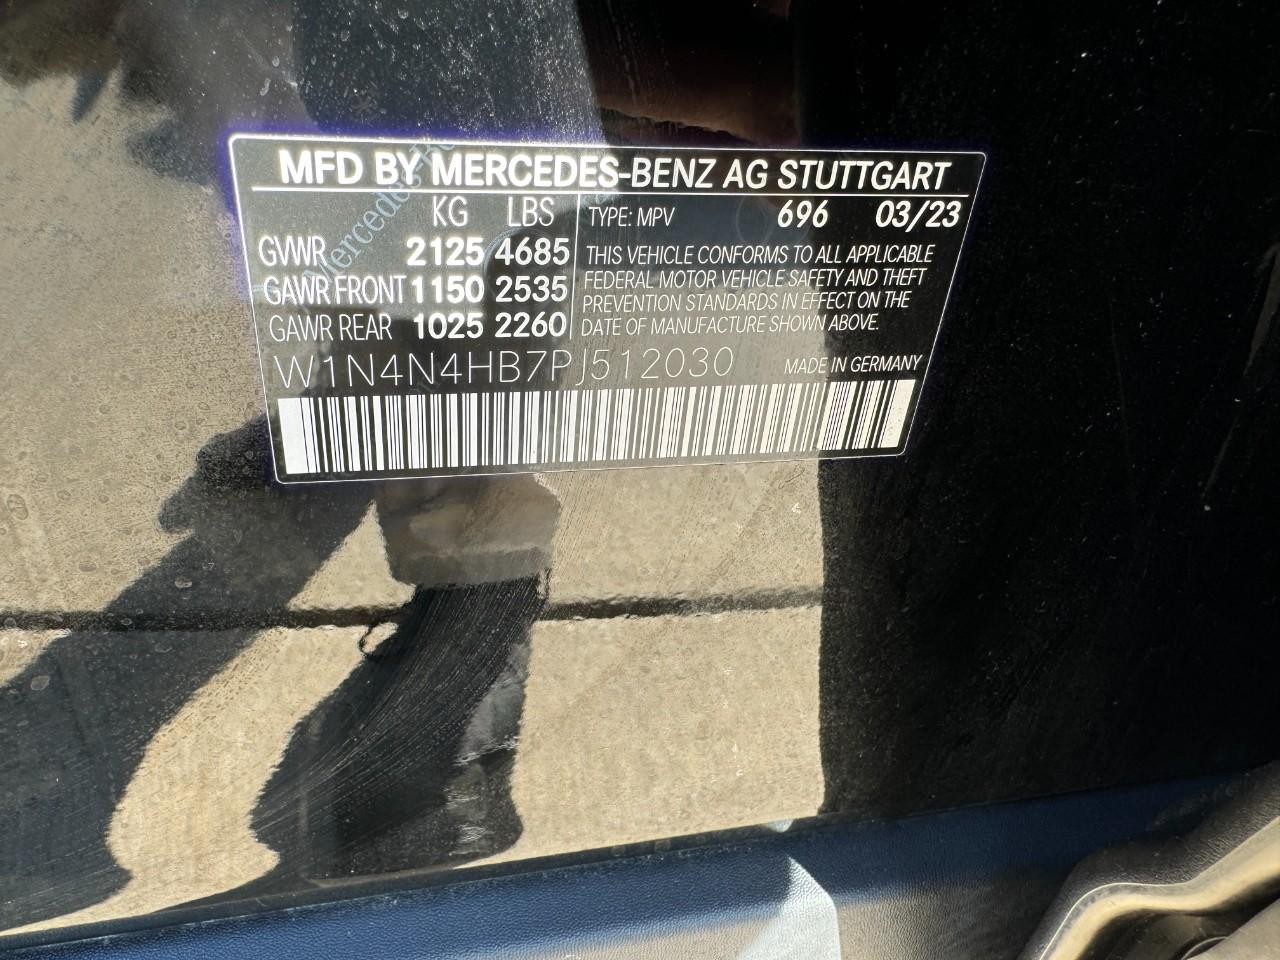 MFD BY MERCEDES-BENZ AG STUTTGART
KG LBS
GVWR 2125 4685
GAWR FRONT 1150 2535
GAWR REAR 1025 2260
TYPE: MPV 696 03/23
THIS VEHICLE CONFORMS TO ALL APPLICABLE
FEDERAL MOTOR VEHICLE SAFETY AND THEFT
PREVENTION STANDARDS IN EFFECT ON THE
DATE OF MANUFACTURE SHOWN ABOVE.
W1N4N4HB7PJ512030 MADE IN GERMANY